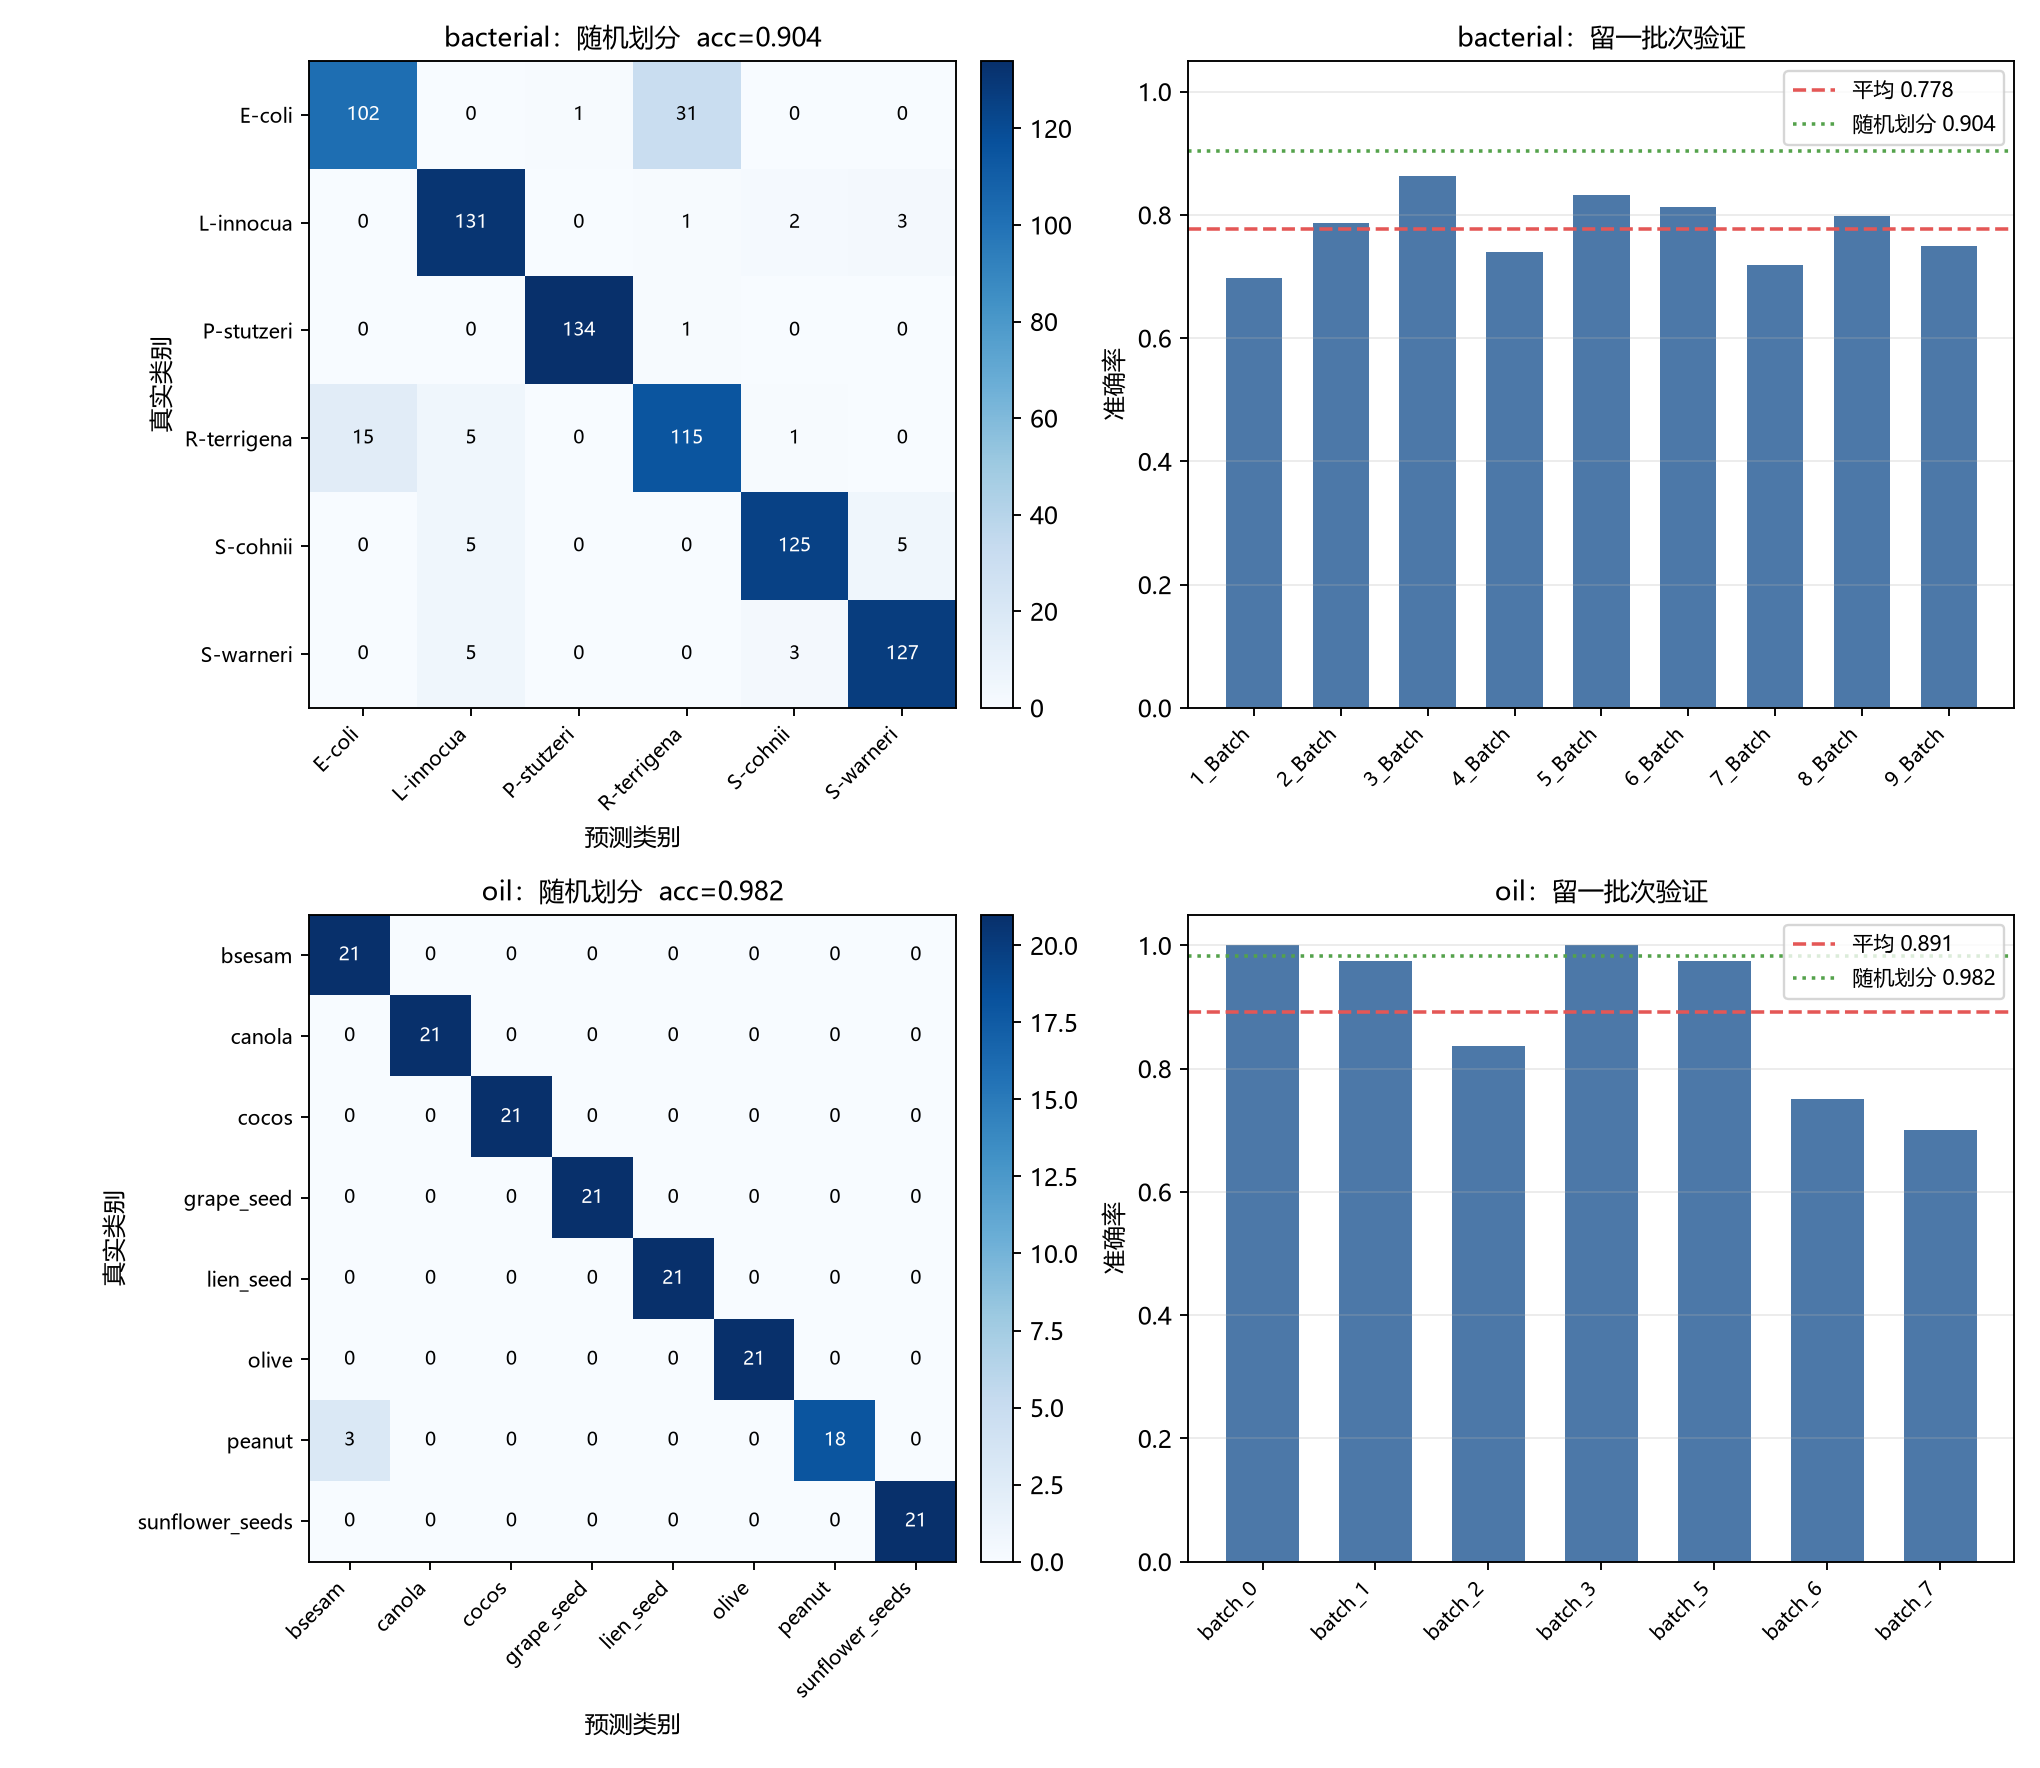 bacterial：随机划分  acc=0.904
真实类别
E-coli
L-innocua
P-stutzeri
R-terrigena
S-cohnii
S-warneri
102 0 1 31 0 0
0 131 0 1 2 3
0 0 134 1 0 0
15 5 0 115 1 0
0 5 0 0 125 5
0 5 0 0 3 127
E-coli
L-innocua
P-stutzeri
R-terrigena
S-cohnii
S-warneri
预测类别
120
100
80
60
40
20
0
bacterial：留一批次验证
准确率
1.0
0.8
0.6
0.4
0.2
0.0
平均 0.778
随机划分 0.904
1_Batch
2_Batch
3_Batch
4_Batch
5_Batch
6_Batch
7_Batch
8_Batch
9_Batch
oil：随机划分  acc=0.982
真实类别
bsesam
canola
cocos
grape_seed
lien_seed
olive
peanut
sunflower_seeds
21 0 0 0 0 0 0 0
0 21 0 0 0 0 0 0
0 0 21 0 0 0 0 0
0 0 0 21 0 0 0 0
0 0 0 0 21 0 0 0
0 0 0 0 0 21 0 0
3 0 0 0 0 0 18 0
0 0 0 0 0 0 0 21
bsesam
canola
cocos
grape_seed
lien_seed
olive
peanut
sunflower_seeds
预测类别
20.0
17.5
15.0
12.5
10.0
7.5
5.0
2.5
0.0
oil：留一批次验证
准确率
1.0
0.8
0.6
0.4
0.2
0.0
平均 0.891
随机划分 0.982
batch_0
batch_1
batch_2
batch_3
batch_5
batch_6
batch_7